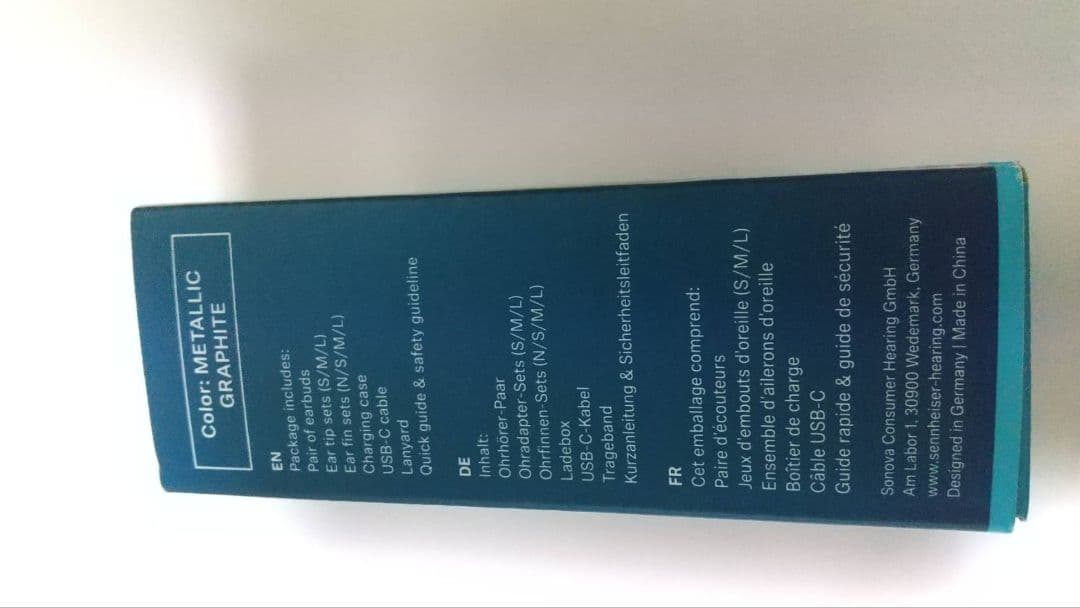 Color: METALLIC
GRAPHITE
EN
Package includes:
Pair of earbuds
Ear tip sets (S/M/L)
Ear fin sets (N/S/M/L)
Charging case
USB-C cable
Lanyard
Quick guide & safety guideline
DE
Inhalt:
Ohrhörer-Paar
Ohradapter-Sets (S/M/L)
Ohrfinnen-Sets (N/S/M/L)
Ladebox
USB-C-Kabel
Trageband
Kurzanleitung & Sicherheitsleitfaden
FR
Cet emballage comprend:
Paire d'écouteurs
Jeux d'embouts d'oreille (S/M/L)
Ensemble d'ailerons d'oreille
Boîtier de charge
Câble USB-C
Guide rapide & guide de sécurité
Sonova Consumer Hearing GmbH
Am Labor 1, 30900 Wedemark, Germany
www.sennheiser-hearing.com
Designed in Germany | Made in China